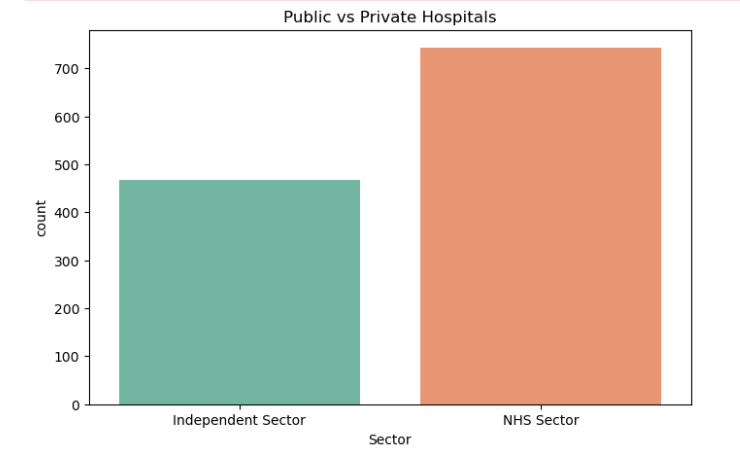 Public vs Private Hospitals
700
600
500
400
300
200
100
0
count
Independent Sector
NHS Sector
Sector